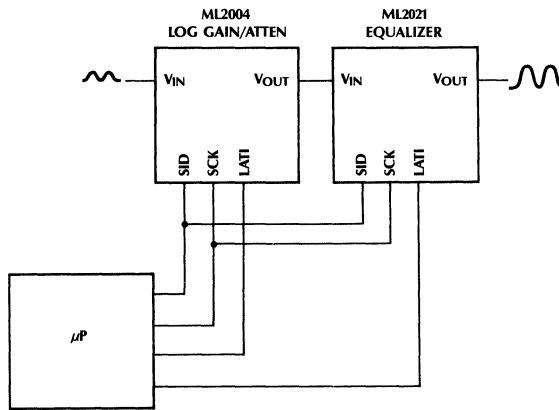 ML2004
LOG GAIN/ATTEN
ML2021
EQUALIZER
VIN
VOUT
VIN
VOUT
SID
SCK
LATI
SID
SCK
LATI
μP